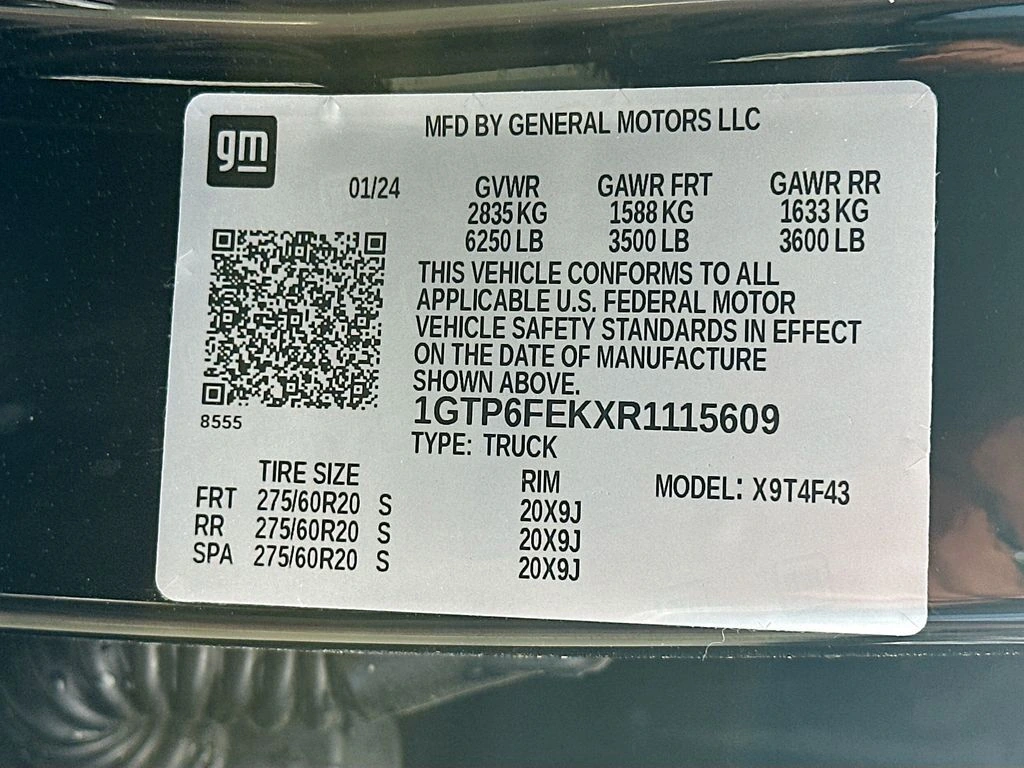 gm
MFD BY GENERAL MOTORS LLC
01/24 GVWR GAWR FRT GAWR RR
2835 KG 1588 KG 1633 KG
6250 LB 3500 LB 3600 LB
THIS VEHICLE CONFORMS TO ALL
APPLICABLE U.S. FEDERAL MOTOR
VEHICLE SAFETY STANDARDS IN EFFECT
ON THE DATE OF MANUFACTURE
SHOWN ABOVE.
1GTP6FEKXR1115609
8555
TYPE: TRUCK
TIRE SIZE RIM MODEL: X9T4F43
FRT 275/60R20 S 20X9J
RR 275/60R20 S 20X9J
SPA 275/60R20 S 20X9J